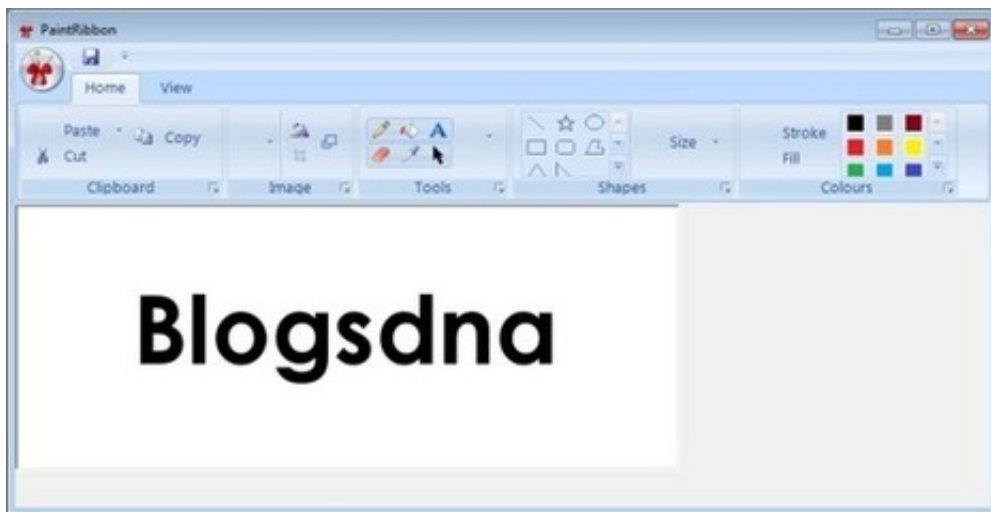 PaintRibbon
Home View
Paste Copy
Cut
Size
Stroke
Fill
Clipboard Image Tools Shapes Colours
Blogsdna